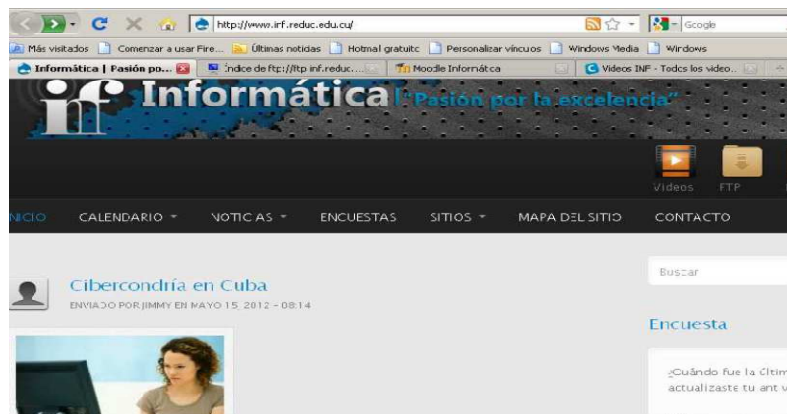 http://www.irf.reduc.edu.cu/
Google
Más visitados Comenzar a usar Fire... Últimas noticias Hotmail gratuito Personalizar vínculos Windows Media Windows
Informática | Pasión po... Índice de ftp://ftp inf.reduc.... Moodle Informática Videos INF - Todos los video..
inf Informática | "Pasión por la excelencia"
Videos FTP
INICIO CALENDARIO NOTICIAS ENCUESTAS SITIOS MAPA DEL SITIO CONTACTO
Buscar
Cibercondría en Cuba
ENVIADO POR JIMMY EN MAYO 15, 2012 - 08:14
Encuesta
¿Cuándo fue la últim
actualizaste tu ant v